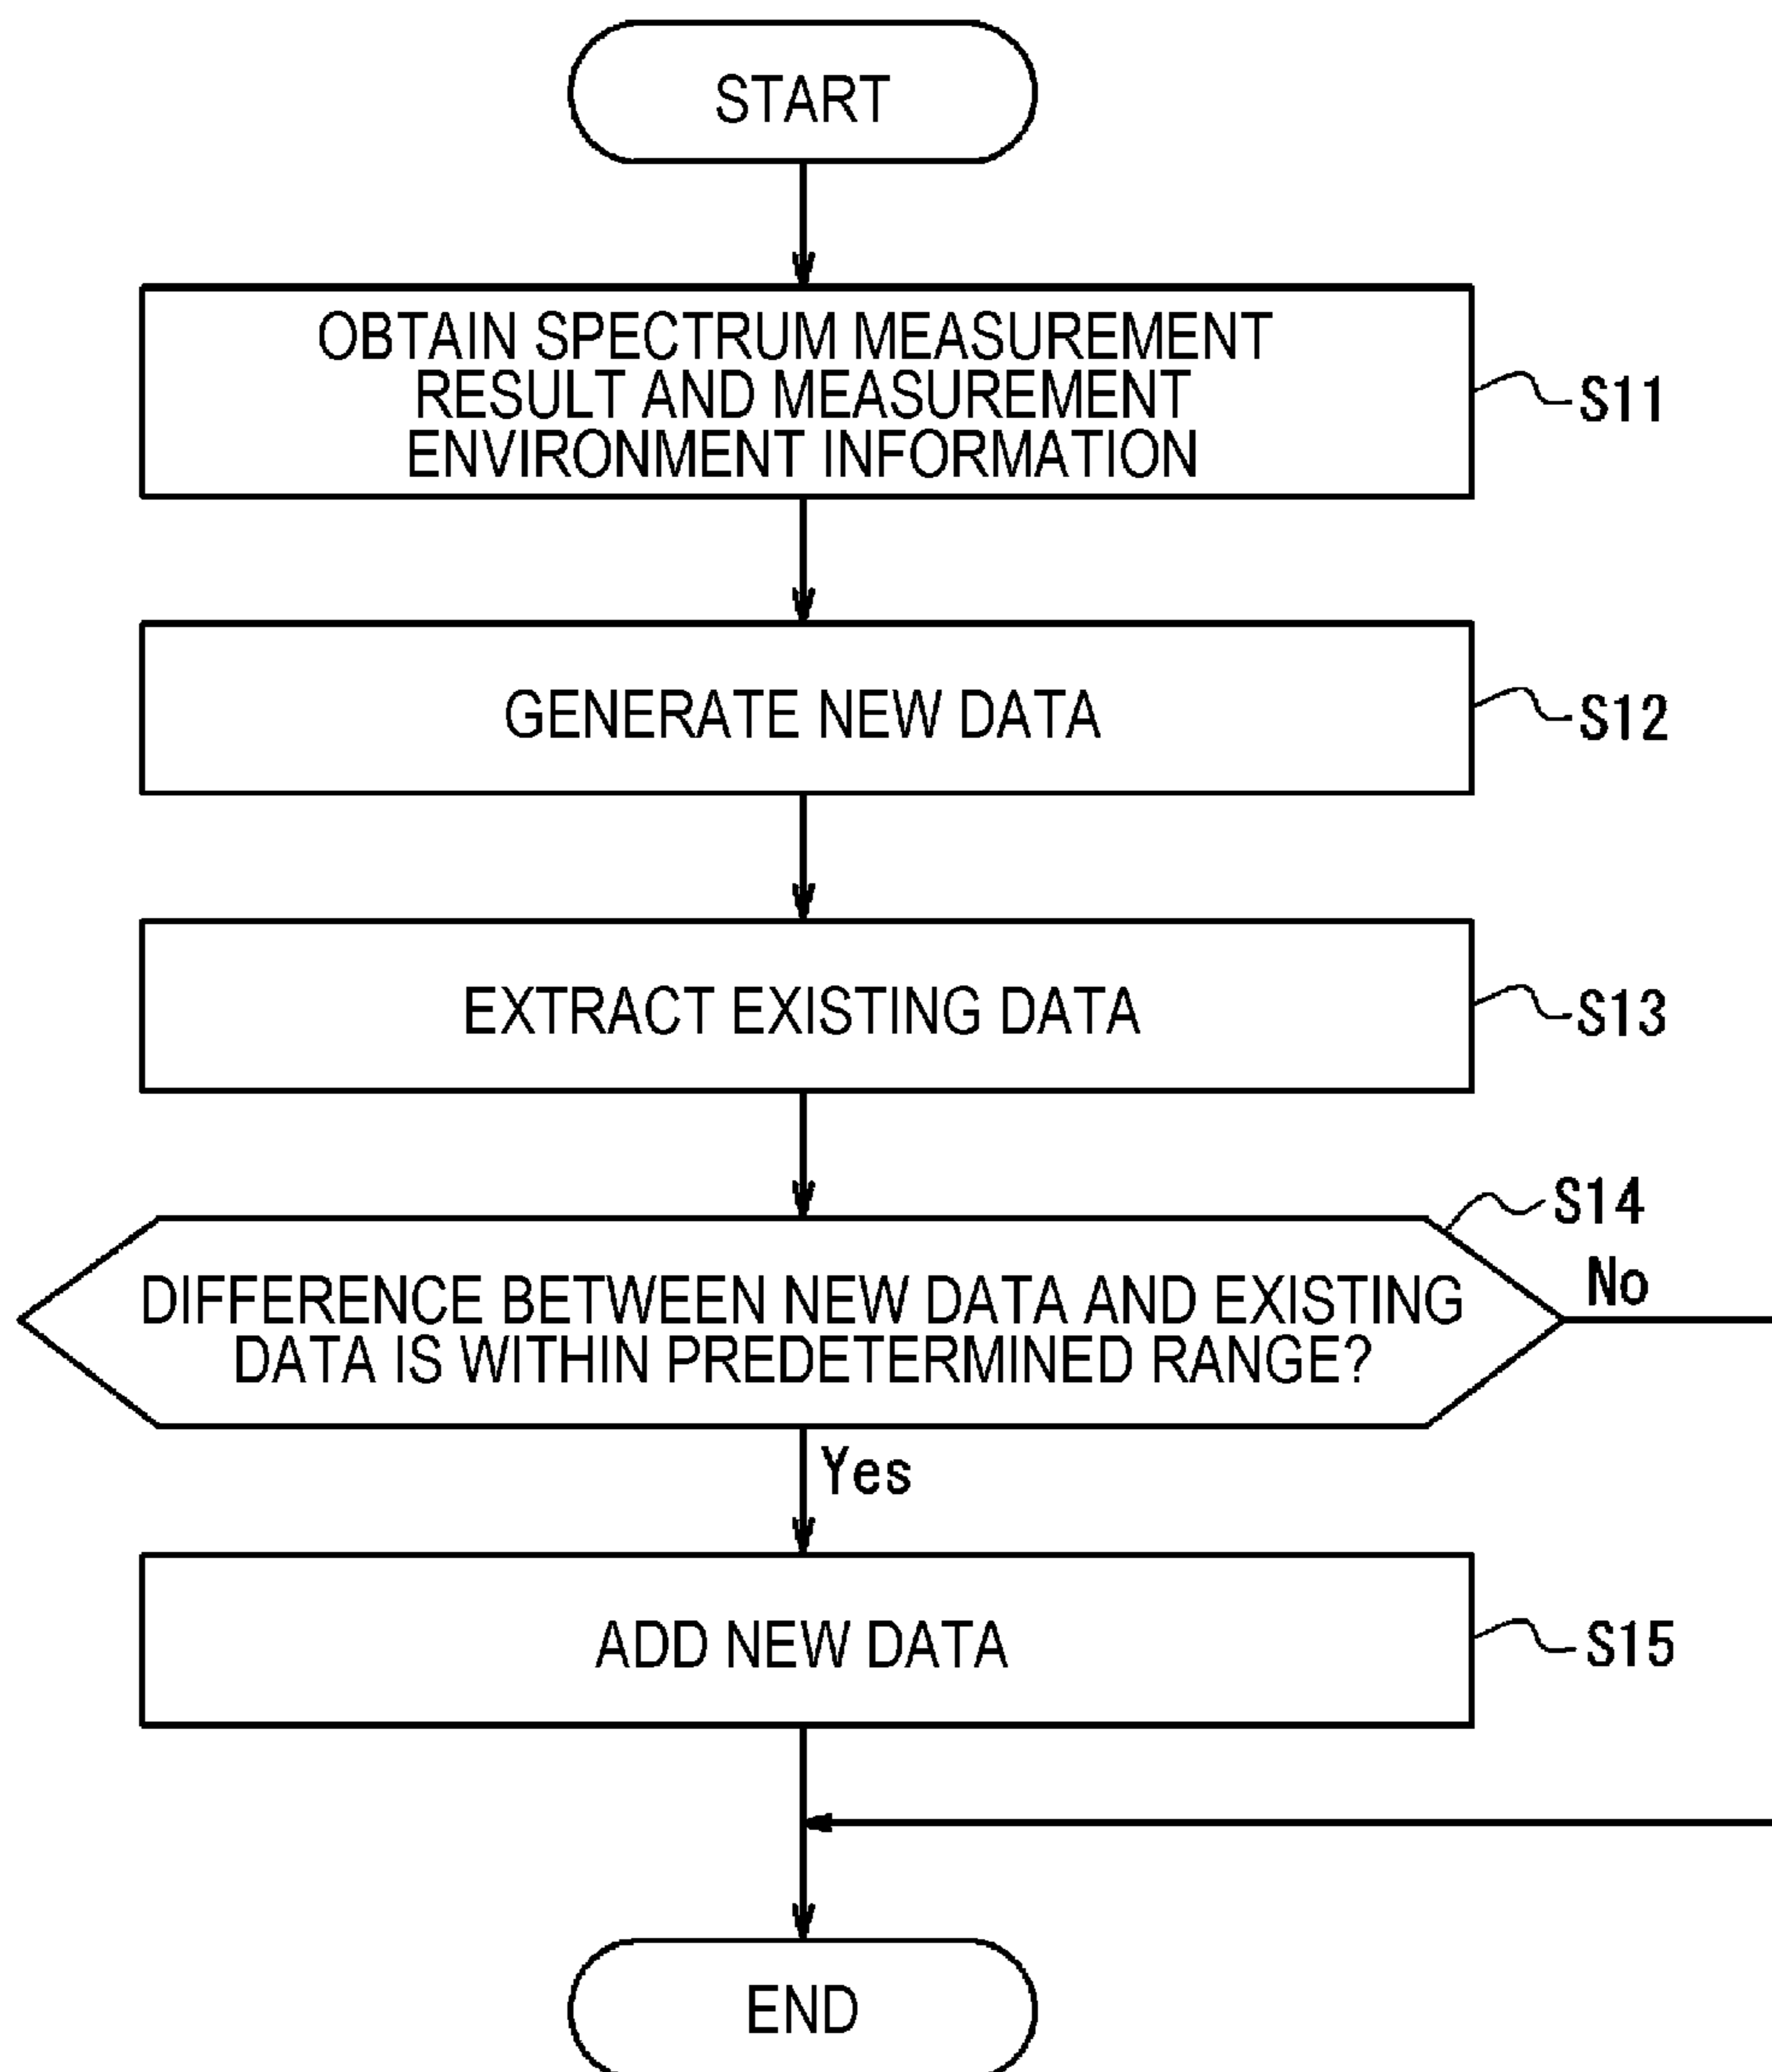 START
OBTAIN SPECTRUM MEASUREMENT
RESULT AND MEASUREMENT
ENVIRONMENT INFORMATION
S11
GENERATE NEW DATA
S12
EXTRACT EXISTING DATA
S13
S14
DIFFERENCE BETWEEN NEW DATA AND EXISTING
DATA IS WITHIN PREDETERMINED RANGE?
No
Yes
ADD NEW DATA
S15
END